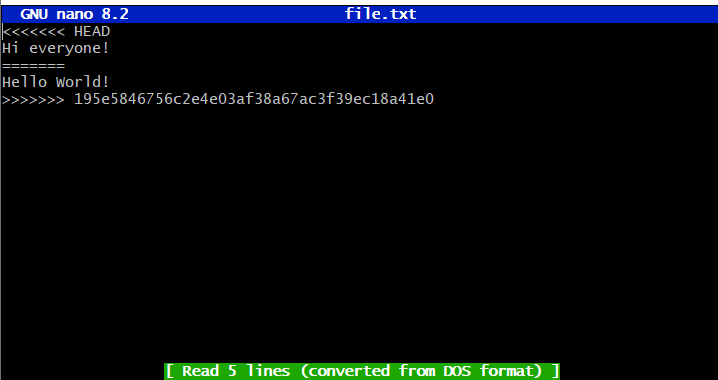 GNU nano 8.2 file.txt
<<<<<<< HEAD
Hi everyone!
=======
Hello World!
>>>>>>> 195e5846756c2e4e03af38a67ac3f39ec18a41e0
[ Read 5 lines (converted from DOS format) ]